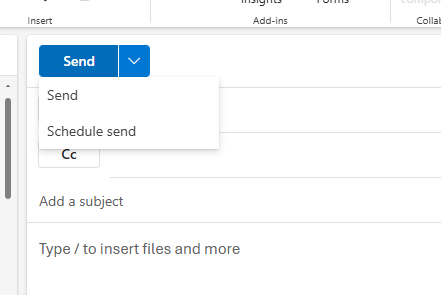 Insights Forms
Insert Add-ins
Send
Send
Schedule send
Cc
Add a subject
Type / to insert files and more